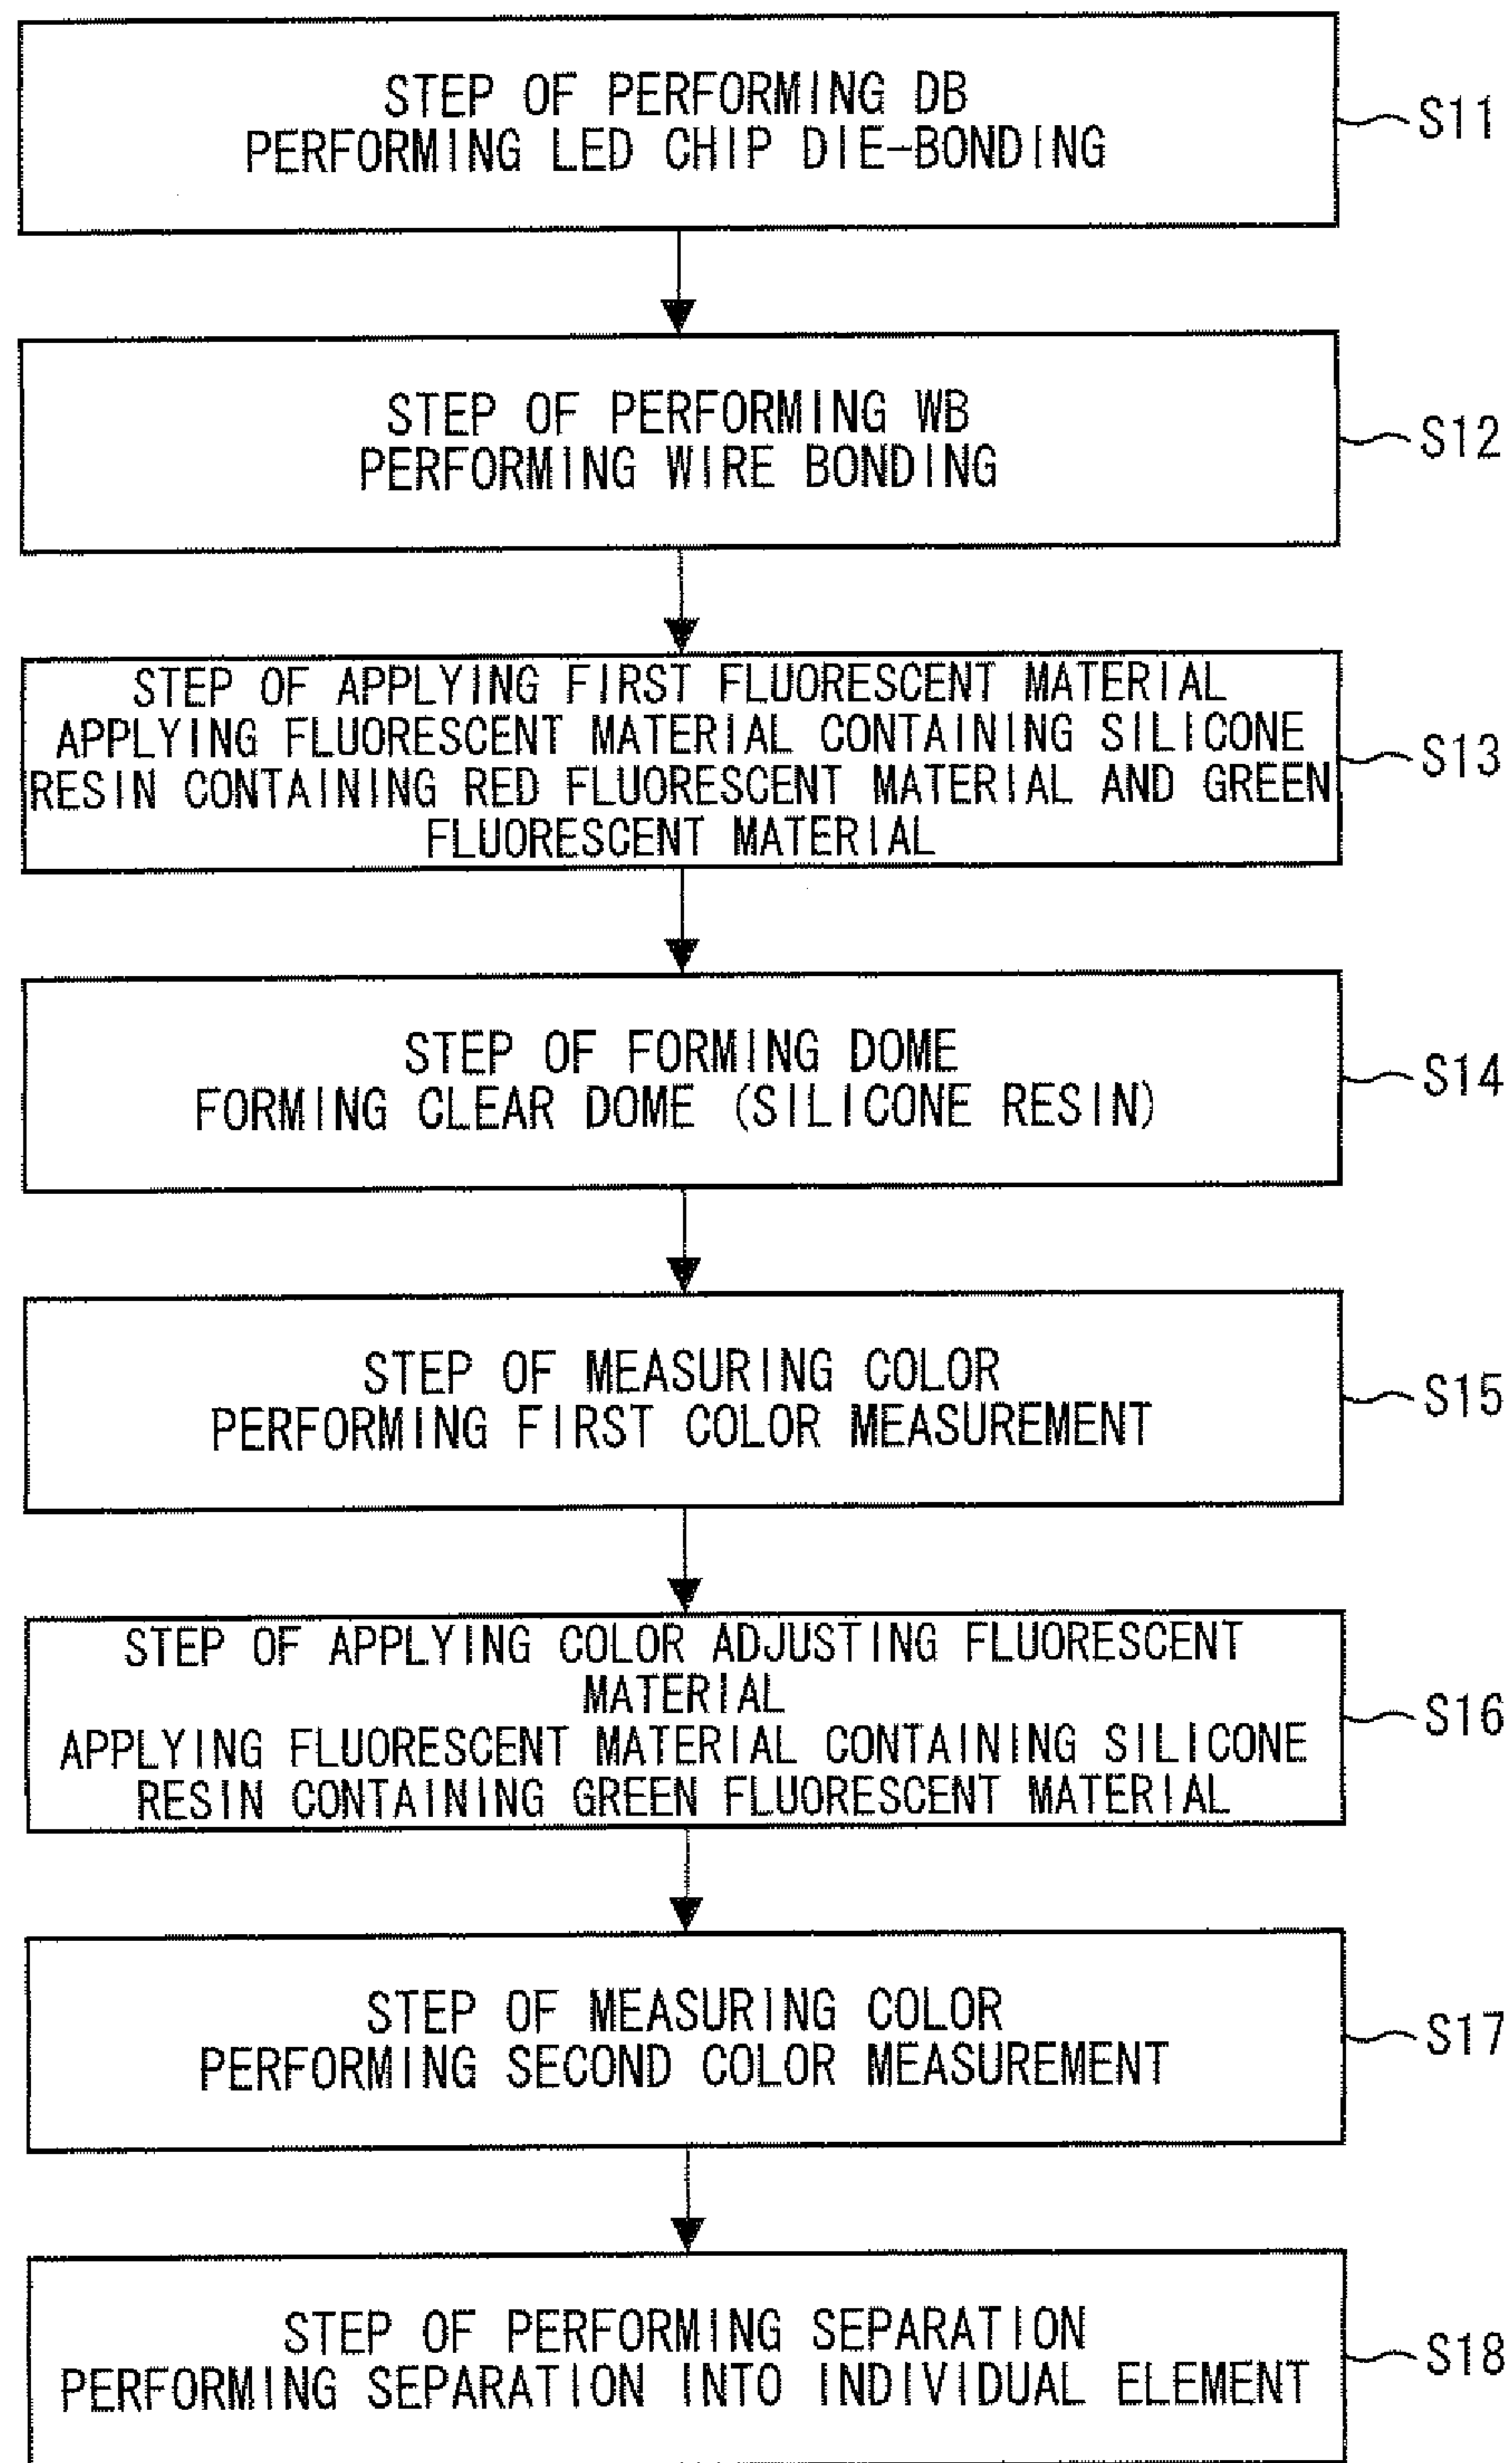 STEP OF PERFORMING DB
PERFORMING LED CHIP DIE-BONDING
S11
STEP OF PERFORMING WB
PERFORMING WIRE BONDING
S12
STEP OF APPLYING FIRST FLUORESCENT MATERIAL
APPLYING FLUORESCENT MATERIAL CONTAINING SILICONE
RESIN CONTAINING RED FLUORESCENT MATERIAL AND GREEN
FLUORESCENT MATERIAL
S13
STEP OF FORMING DOME
FORMING CLEAR DOME (SILICONE RESIN)
S14
STEP OF MEASURING COLOR
PERFORMING FIRST COLOR MEASUREMENT
S15
STEP OF APPLYING COLOR ADJUSTING FLUORESCENT
MATERIAL
APPLYING FLUORESCENT MATERIAL CONTAINING SILICONE
RESIN CONTAINING GREEN FLUORESCENT MATERIAL
S16
STEP OF MEASURING COLOR
PERFORMING SECOND COLOR MEASUREMENT
S17
STEP OF PERFORMING SEPARATION
PERFORMING SEPARATION INTO INDIVIDUAL ELEMENT
S18